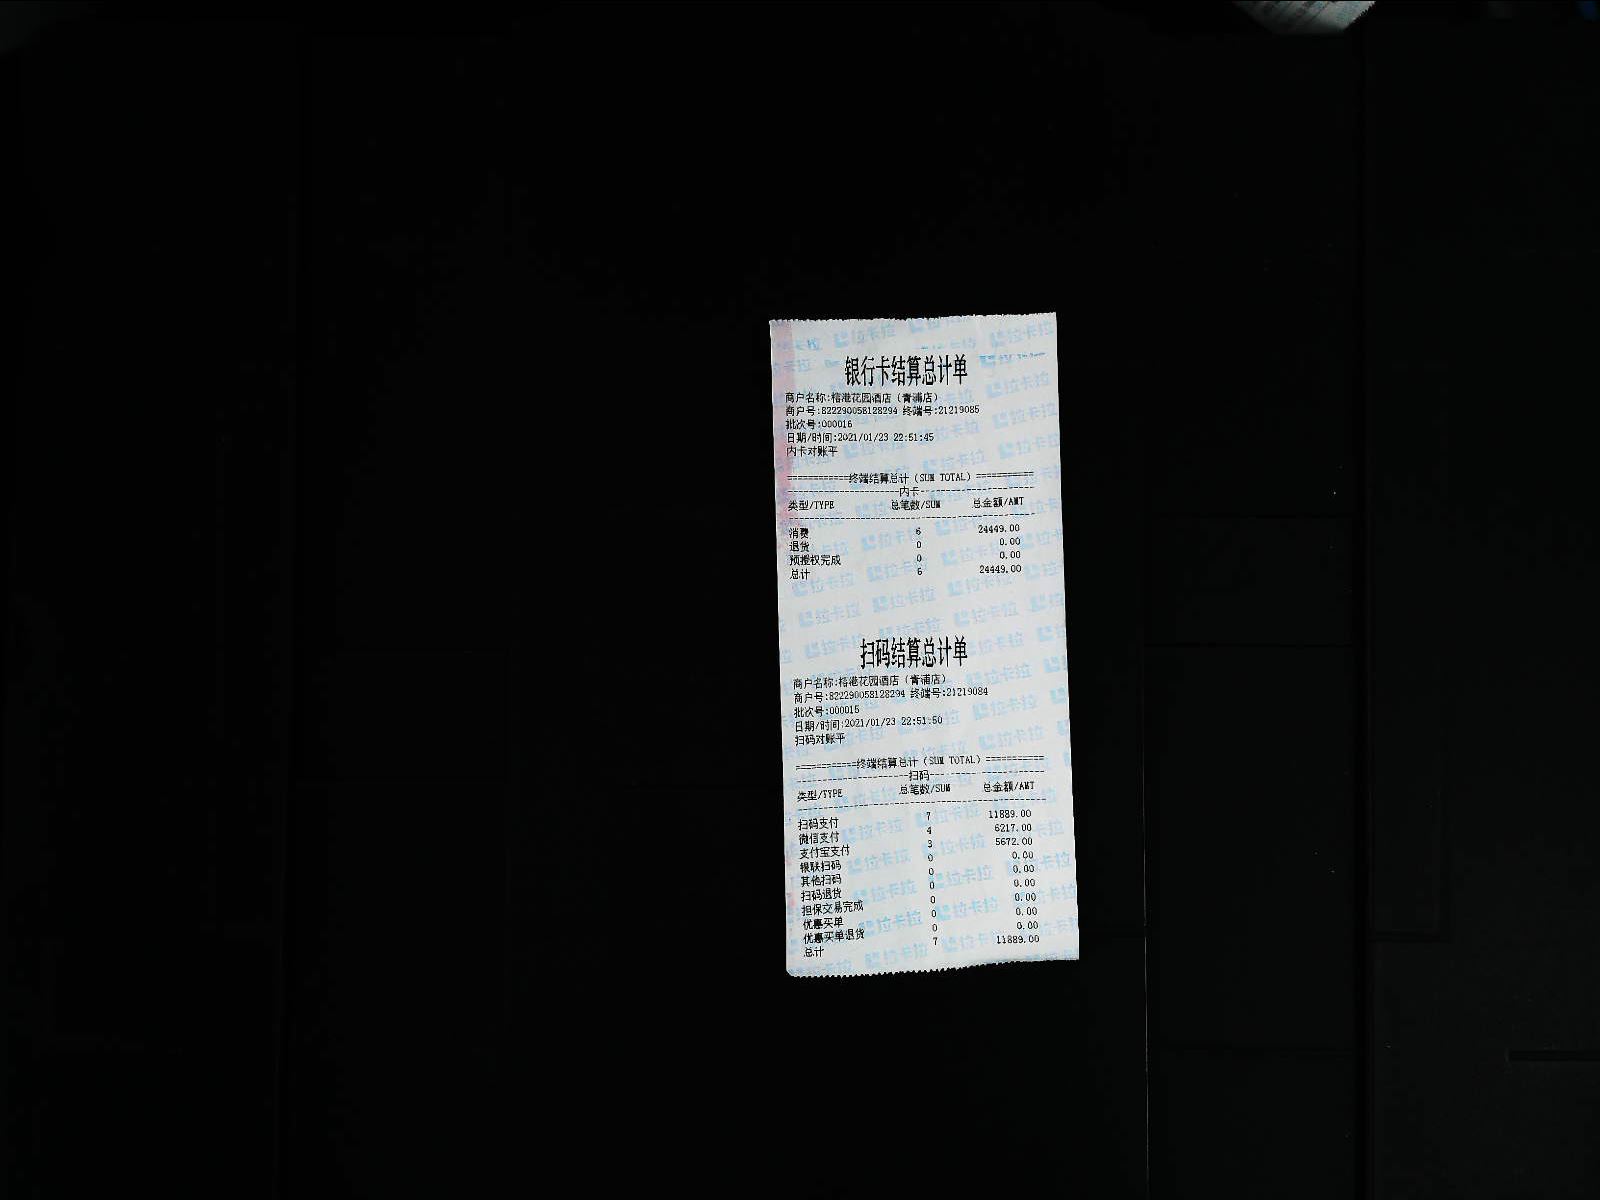 银行卡结算总计单
商户名称:榕港花园酒店（青浦店）
商户号:822290058128294 终端号:21219085
批次号:000016
日期/时间:2021/01/23 22:51:45
内卡对账平
============终端结算总计（SUM TOTAL）===========
----------------------内卡----------------------
类型/TYPE 总笔数/SUM 总金额/AMT
消费 6 24449.00
退货 0 0.00
预授权完成 0 0.00
总计 6 24449.00
扫码结算总计单
商户名称:榕港花园酒店（青浦店）
商户号:822290058128294 终端号:21219084
批次号:000015
日期/时间:2021/01/23 22:51:50
扫码对账平
============终端结算总计（SUM TOTAL）===========
----------------------扫码----------------------
类型/TYPE 总笔数/SUM 总金额/AMT
扫码支付 7 11889.00
微信支付 4 6217.00
支付宝支付 3 5672.00
银联扫码 0 0.00
其他扫码 0 0.00
扫码退货 0 0.00
担保交易完成 0 0.00
优惠买单 0 0.00
优惠买单退货 0 0.00
总计 7 11889.00